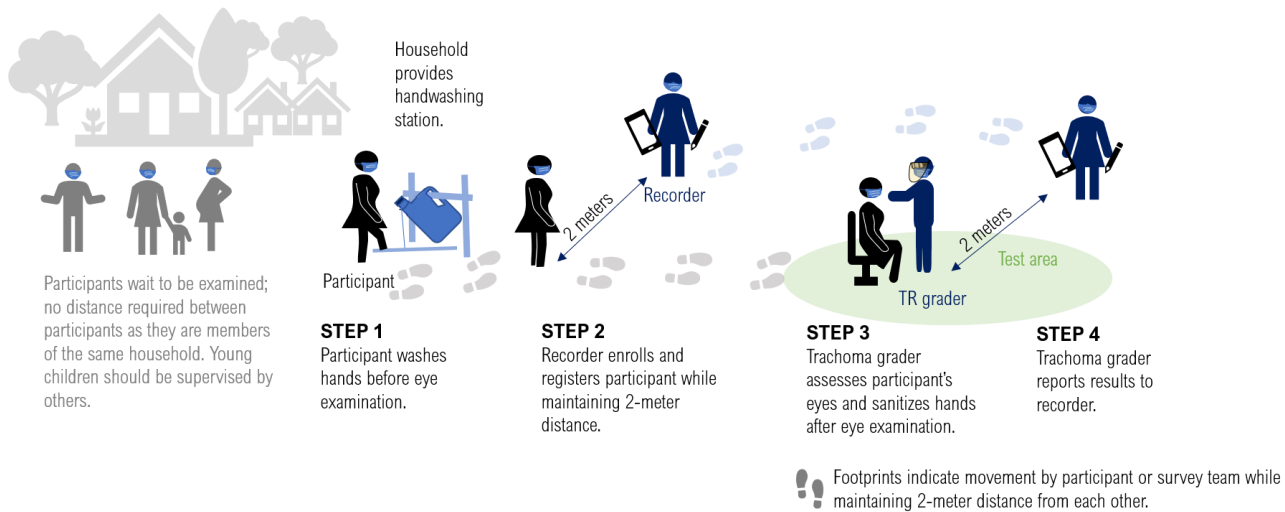 Household
provides
handwashing
station.
Recorder
2 meters
Participant
2 meters
Test area
TR grader
Participants wait to be examined;
no distance required between
participants as they are members
of the same household. Young
children should be supervised by
others.
STEP 1
Participant washes
hands before eye
examination.
STEP 2
Recorder enrolls and
registers participant while
maintaining 2-meter
distance.
STEP 3
Trachoma grader
assesses participant’s
eyes and sanitizes hands
after eye examination.
STEP 4
Trachoma grader
reports results to
recorder.
Footprints indicate movement by participant or survey team while
maintaining 2-meter distance from each other.